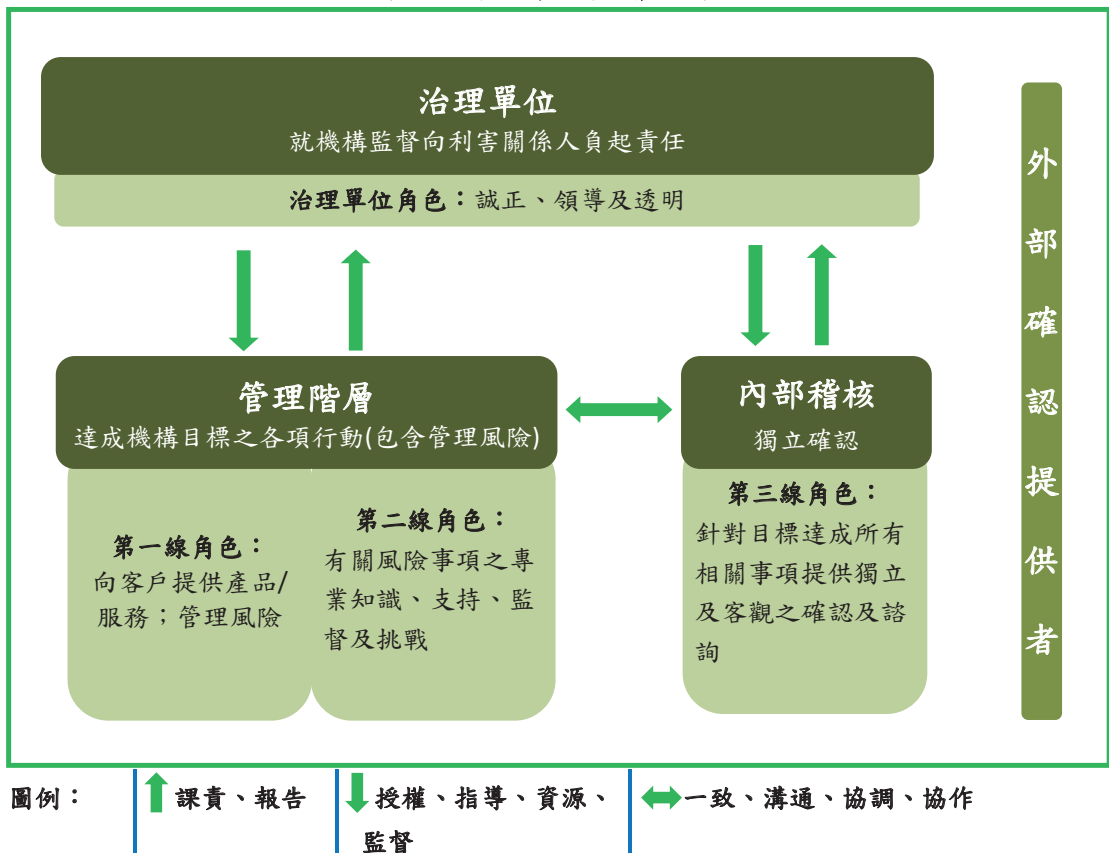 治理單位
就機構監督向利害關係人負起責任
治理單位角色：誠正、領導及透明
管理階層
達成機構目標之各項行動(包含管理風險)
第一線角色：
向客戶提供產品/
服務；管理風險
第二線角色：
有關風險事項之專
業知識、支持、監
督及挑戰
內部稽核
獨立確認
第三線角色：
針對目標達成所有
相關事項提供獨立
及客觀之確認及諮
詢
外部確認提供者
圖例：
課責、報告
授權、指導、資源、
監督
一致、溝通、協調、協作